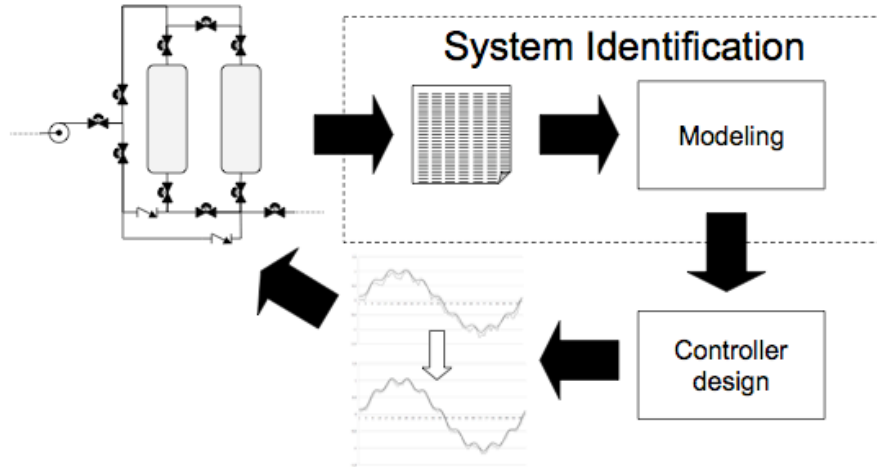 System Identification
Modeling
Controller
design